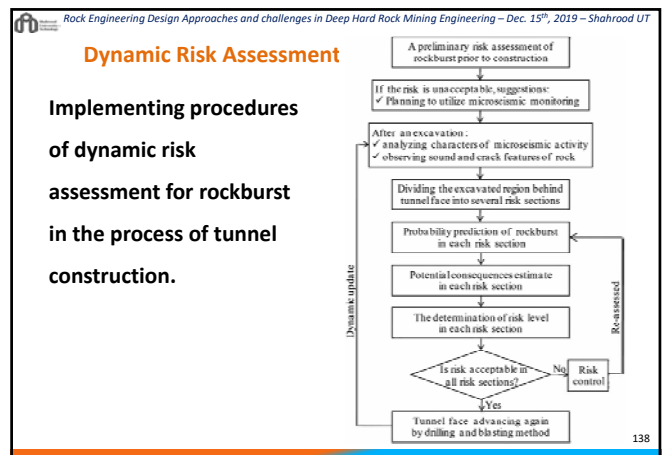 Rock Engineering Design Approaches and challenges in Deep Hard Rock Mining Engineering – Dec. 15th, 2019 – Shahrood UT
Dynamic Risk Assessment
Implementing procedures
of dynamic risk
assessment for rockburst
in the process of tunnel
construction.
A preliminary risk assessment of
rockburst prior to construction
If the risk is unacceptable, suggestions:
✓ Planning to utilize microseismic monitoring
After an excavation :
✓ analyzing characters of microseismic activity
✓ observing sound and crack features of rock
Dividing the excavated region behind
tunnel face into several risk sections
Probability prediction of rockburst
in each risk section
Potential consequences estimate
in each risk section
The determination of risk level
in each risk section
Is risk acceptable in
all risk sections?
No
Risk
control
Yes
Tunnel face advancing again
by drilling and blasting method
Dynamic update
Re-assessed
138